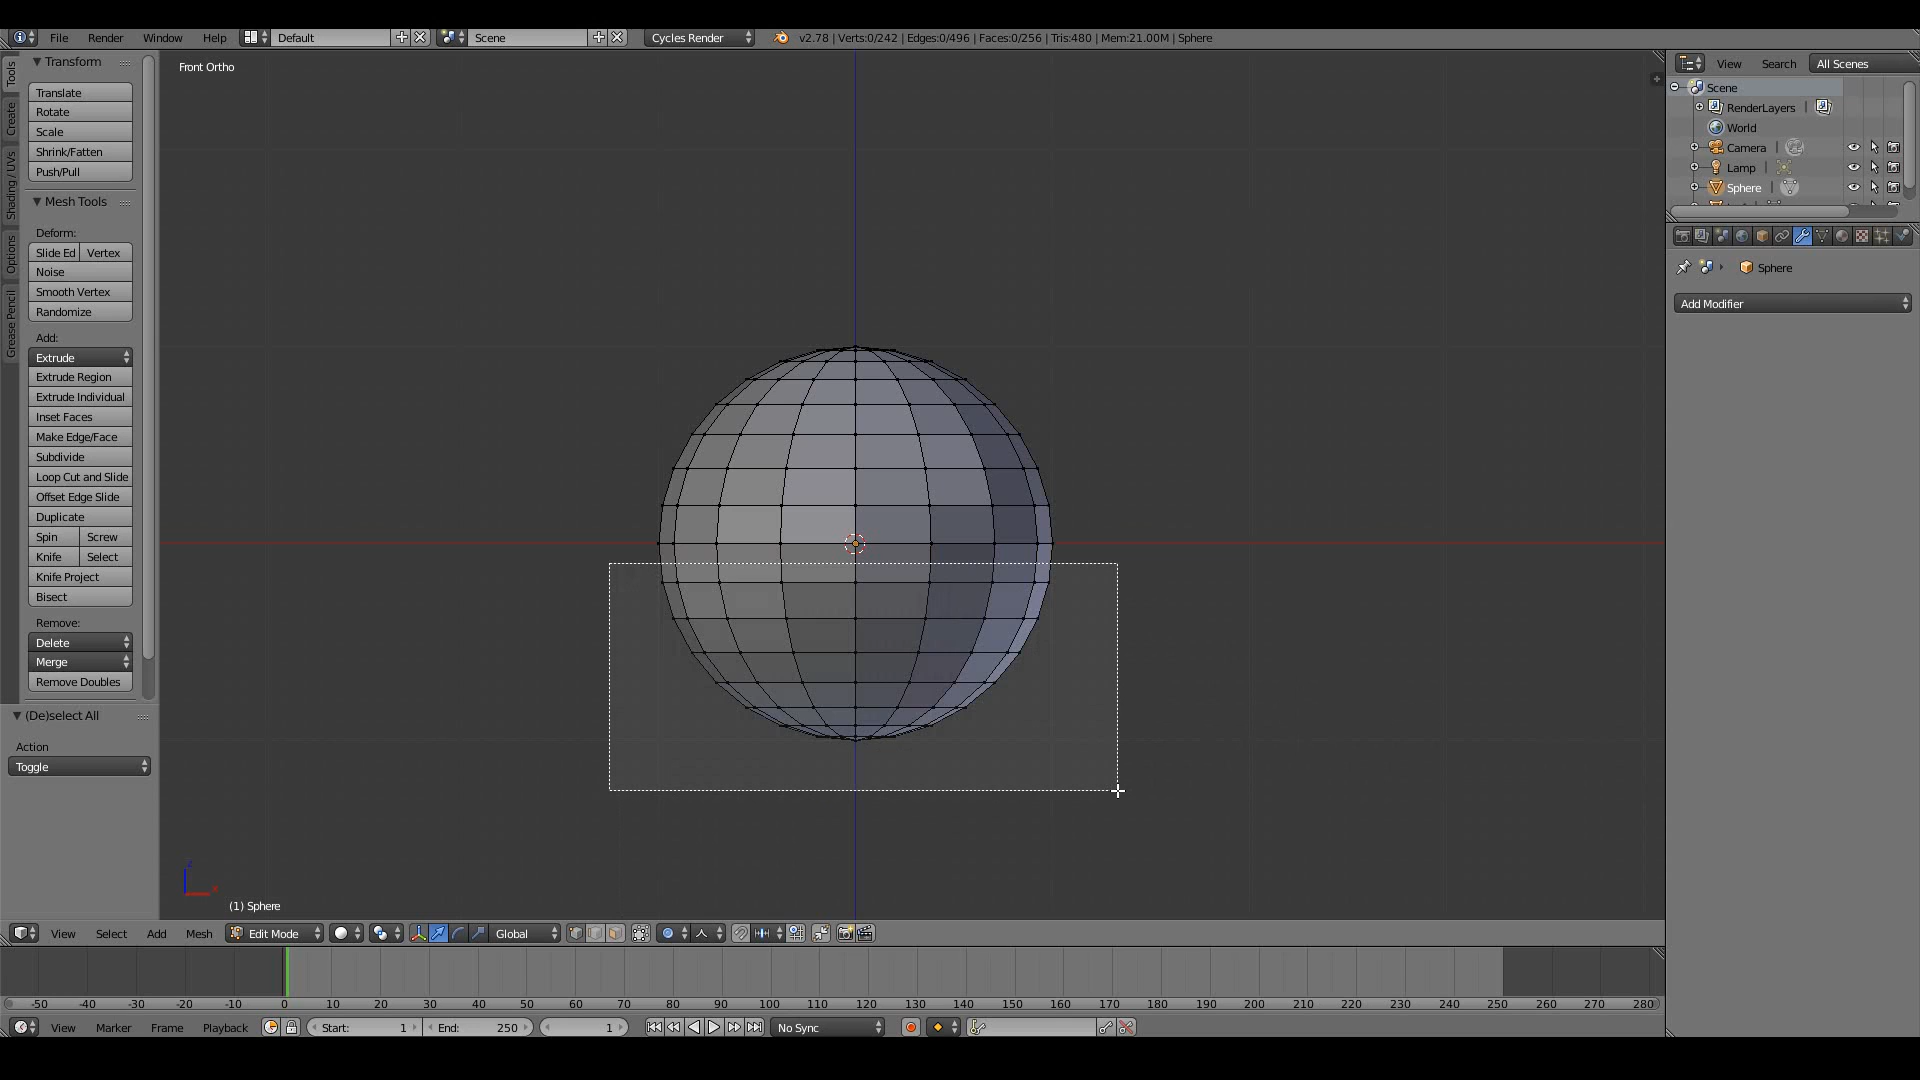 File Render Window Help Default Scene Cycles Render v2.78 | Verts:0/242 | Edges:0/496 | Faces:0/256 | Tris:480 | Mem:21.00M | Sphere
Tools
Create
Shading / UVs
Options
Grease Pencil
Transform
Translate
Rotate
Scale
Shrink/Fatten
Push/Pull
Mesh Tools
Deform:
Slide Ed Vertex
Noise
Smooth Vertex
Randomize
Add:
Extrude
Extrude Region
Extrude Individual
Inset Faces
Make Edge/Face
Subdivide
Loop Cut and Slide
Offset Edge Slide
Duplicate
Spin Screw
Knife Select
Knife Project
Bisect
Remove:
Delete
Merge
Remove Doubles
(De)select All
Action
Toggle
Front Ortho
z
x
(1) Sphere
View Search All Scenes
Scene
RenderLayers |
World
Camera |
Lamp |
Sphere |
Sphere
Add Modifier
View Select Add Mesh Edit Mode Global
-50 -40 -30 -20 -10 0 10 20 30 40 50 60 70 80 90 100 110 120 130 140 150 160 170 180 190 200 210 220 230 240 250 260 270 280
View Marker Frame Playback Start: 1 End: 250 1 No Sync